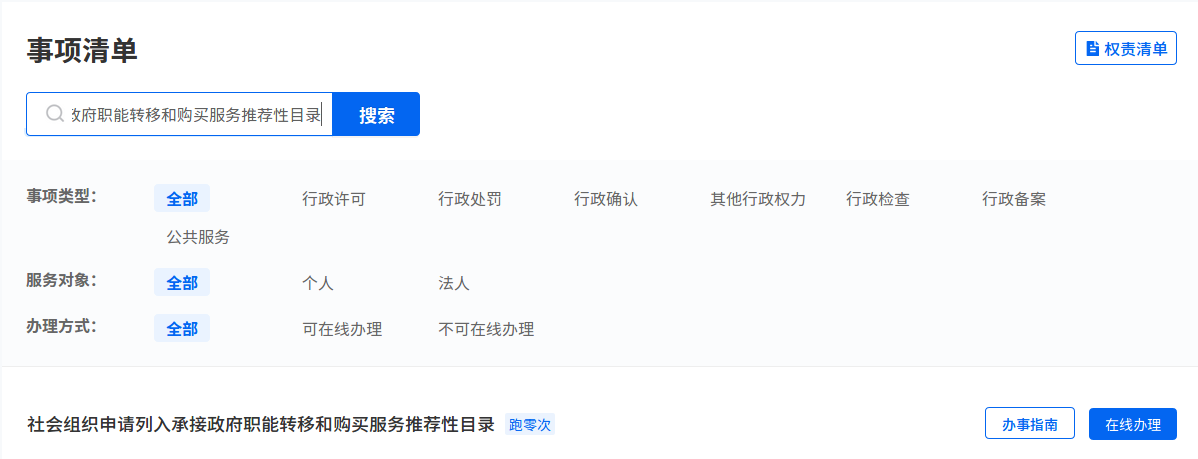 事项清单
权责清单
政府职能转移和购买服务推荐性目录
搜索
事项类型： 全部 行政许可 行政处罚 行政确认 其他行政权力 行政检查 行政备案
公共服务
服务对象： 全部 个人 法人
办理方式： 全部 可在线办理 不可在线办理
社会组织申请列入承接政府职能转移和购买服务推荐性目录 跑零次 办事指南 在线办理